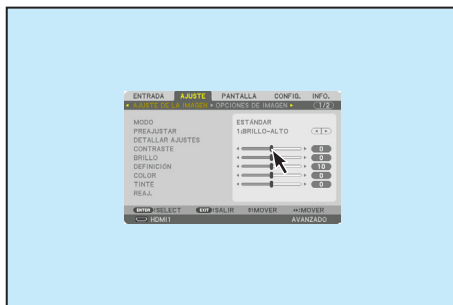 ENTRADA AJUSTE PANTALLA CONFIG. INFO.
AJUSTE DE LA IMAGEN OPCIONES DE IMAGEN 1/2
MODO ESTÁNDAR
PREAJUSTAR 1:BRILLO-ALTO
DETALLAR AJUSTES
CONTRASTE 0
BRILLO 0
DEFINICIÓN 10
COLOR 0
TINTE 0
REAJ.
ENTER :SELECT EXIT :SALIR :MOVER :MOVER
HDMI1 AVANZADO